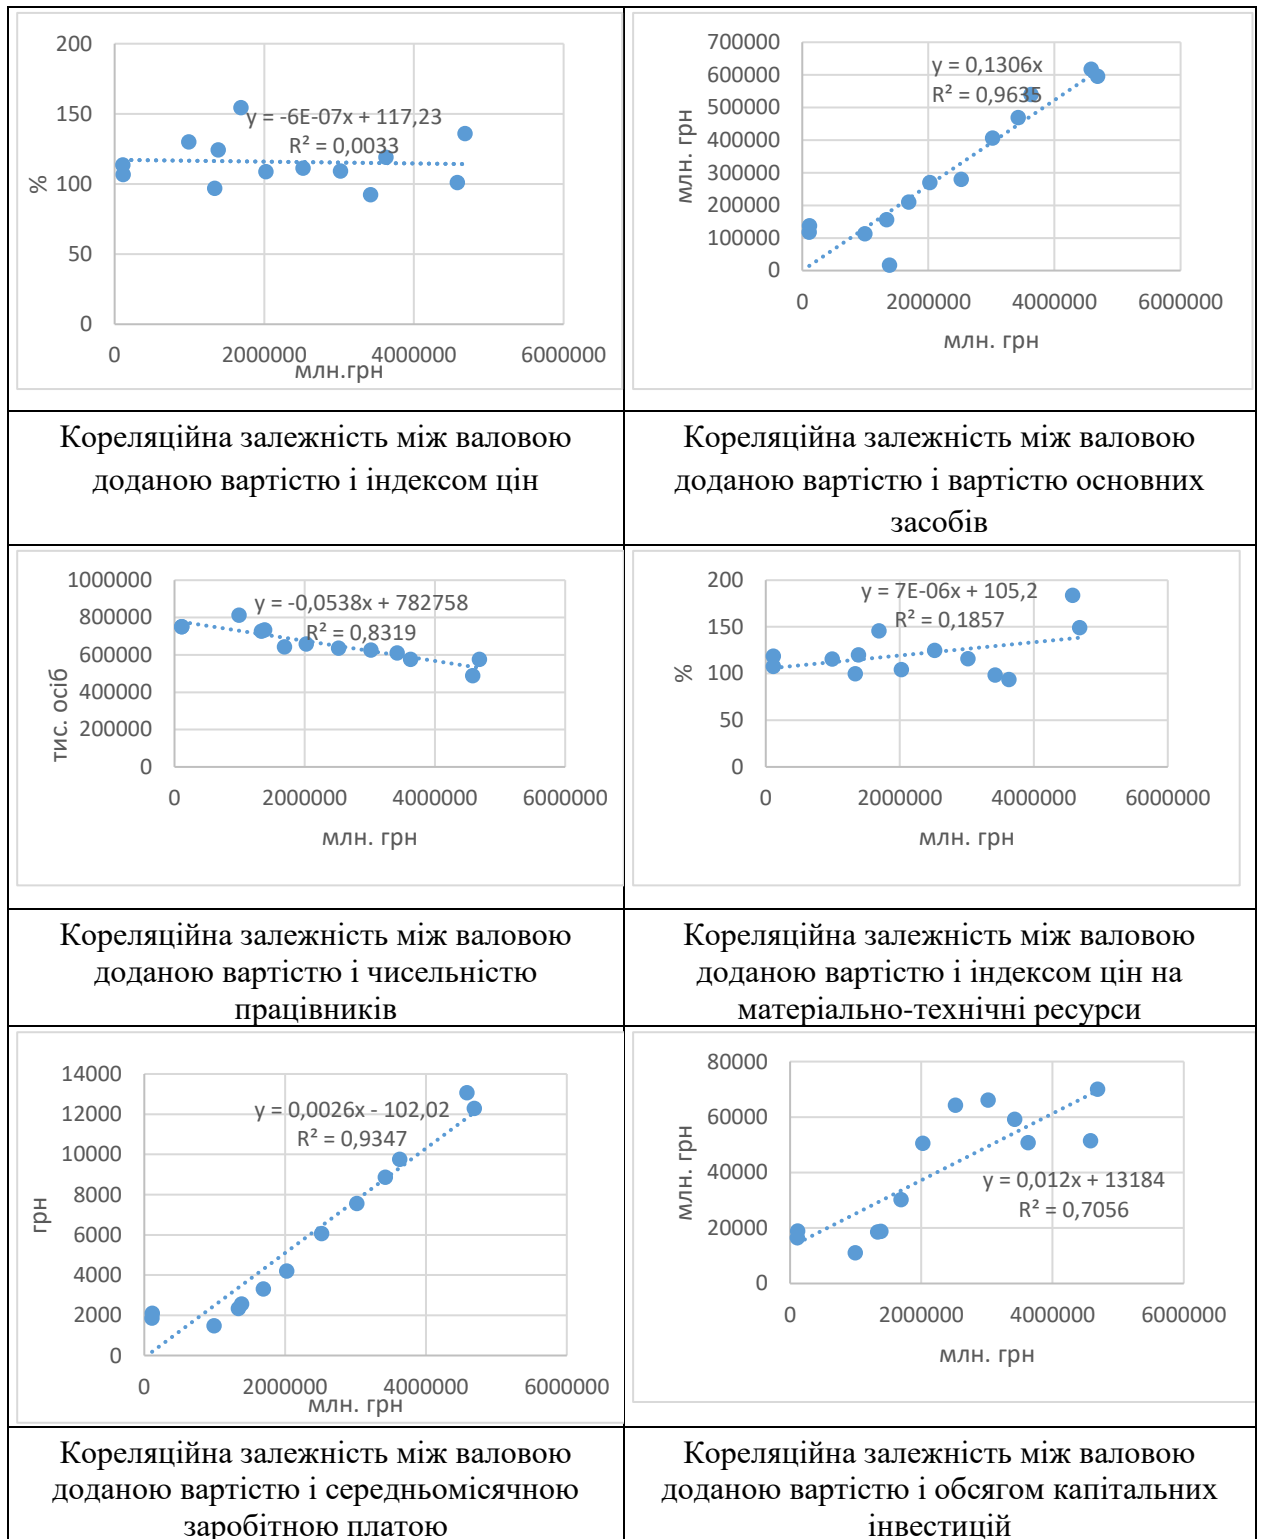 200
150
100
50
0
%
y = -6E-07x + 117,23
R² = 0,0033
0 2000000 4000000 6000000
млн.грн
700000
600000
500000
400000
300000
200000
100000
0
млн. грн
y = 0,1306x
R² = 0,9635
0 2000000 4000000 6000000
млн. грн
Кореляційна залежність між валовою
доданою вартістю і індексом цін
Кореляційна залежність між валовою
доданою вартістю і вартістю основних
засобів
1000000
800000
600000
400000
200000
0
тис. осіб
y = -0,0538x + 782758
R² = 0,8319
0 2000000 4000000 6000000
млн. грн
200
150
100
50
0
%
y = 7E-06x + 105,2
R² = 0,1857
0 2000000 4000000 6000000
млн. грн
Кореляційна залежність між валовою
доданою вартістю і чисельністю
працівників
Кореляційна залежність між валовою
доданою вартістю і індексом цін на
матеріально-технічні ресурси
14000
12000
10000
8000
6000
4000
2000
0
грн
y = 0,0026x - 102,02
R² = 0,9347
0 2000000 4000000 6000000
млн. грн
80000
60000
40000
20000
0
млн. грн
y = 0,012x + 13184
R² = 0,7056
0 2000000 4000000 6000000
млн. грн
Кореляційна залежність між валовою
доданою вартістю і середньомісячною
заробітною платою
Кореляційна залежність між валовою
доданою вартістю і обсягом капітальних
інвестицій